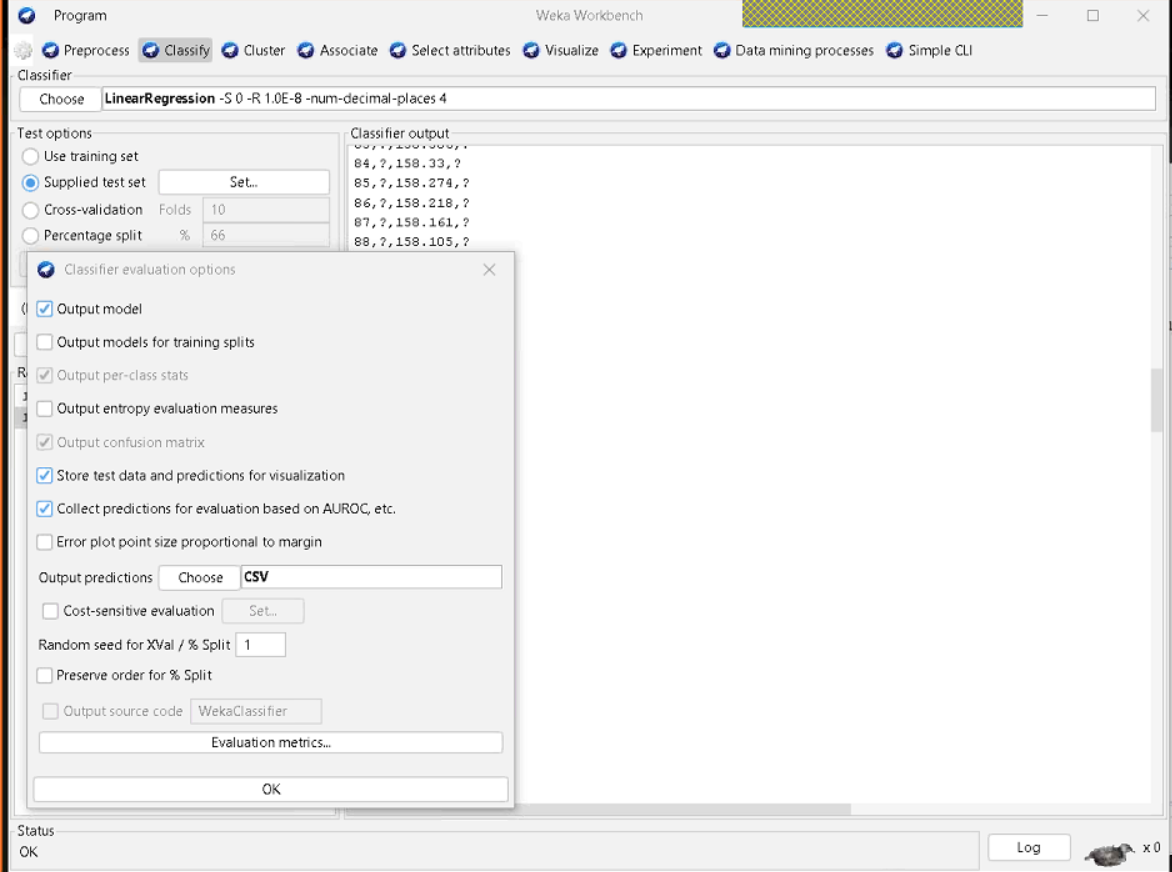 Program
Weka Workbench
Preprocess Classify Cluster Associate Select attributes Visualize Experiment Data mining processes Simple CLI
Classifier
Choose LinearRegression -S 0 -R 1.0E-8 -num-decimal-places 4
Test options
Use training set
Supplied test set Set...
Cross-validation Folds 10
Percentage split % 66
Classifier output
84,?,158.33,?
85,?,158.274,?
86,?,158.218,?
87,?,158.161,?
88,?,158.105,?
Classifier evaluation options
Output model
Output models for training splits
Output per-class stats
Output entropy evaluation measures
Output confusion matrix
Store test data and predictions for visualization
Collect predictions for evaluation based on AUROC, etc.
Error plot point size proportional to margin
Output predictions Choose CSV
Cost-sensitive evaluation Set...
Random seed for XVal / % Split 1
Preserve order for % Split
Output source code WekaClassifier
Evaluation metrics...
OK
Status
OK
Log
x 0